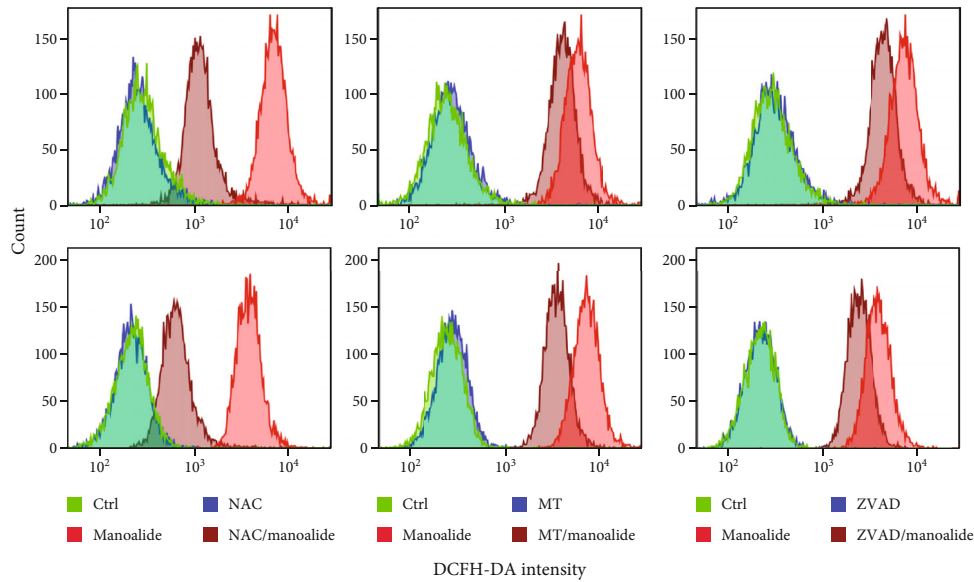 Count
150
100
50
0
10² 10³ 10⁴
150
100
50
0
10² 10³ 10⁴
150
100
50
0
10² 10³ 10⁴
200
150
100
50
0
10² 10³ 10⁴
200
150
100
50
0
10² 10³ 10⁴
200
150
100
50
0
10² 10³ 10⁴
Ctrl NAC
Manoalide NAC/manoalide
Ctrl MT
Manoalide MT/manoalide
Ctrl ZVAD
Manoalide ZVAD/manoalide
DCFH-DA intensity